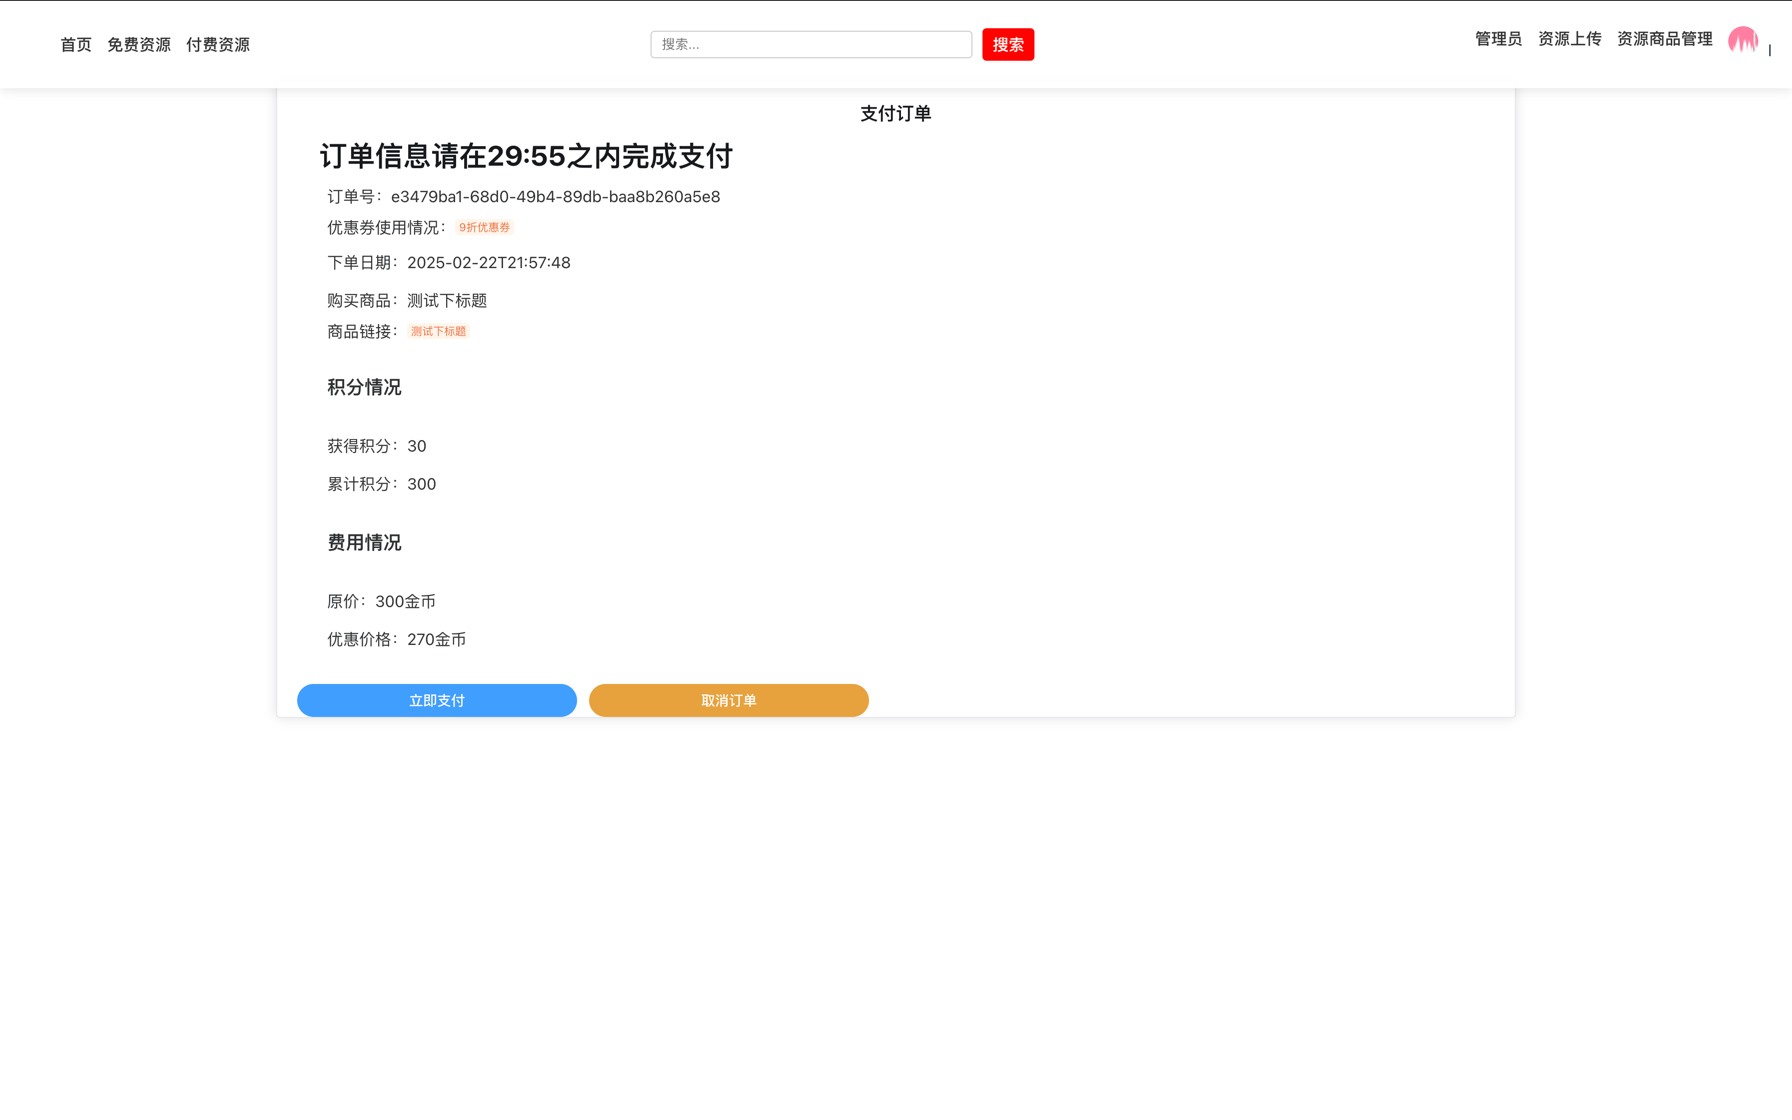 首页 免费资源 付费资源 搜索... 搜索 管理员 资源上传 资源商品管理
支付订单
订单信息请在29:55之内完成支付
订单号：e3479ba1-68d0-49b4-89db-baa8b260a5e8
优惠券使用情况： 9折优惠券
下单日期：2025-02-22T21:57:48
购买商品：测试下标题
商品链接： 测试下标题
积分情况
获得积分：30
累计积分：300
费用情况
原价：300金币
优惠价格：270金币
立即支付 取消订单